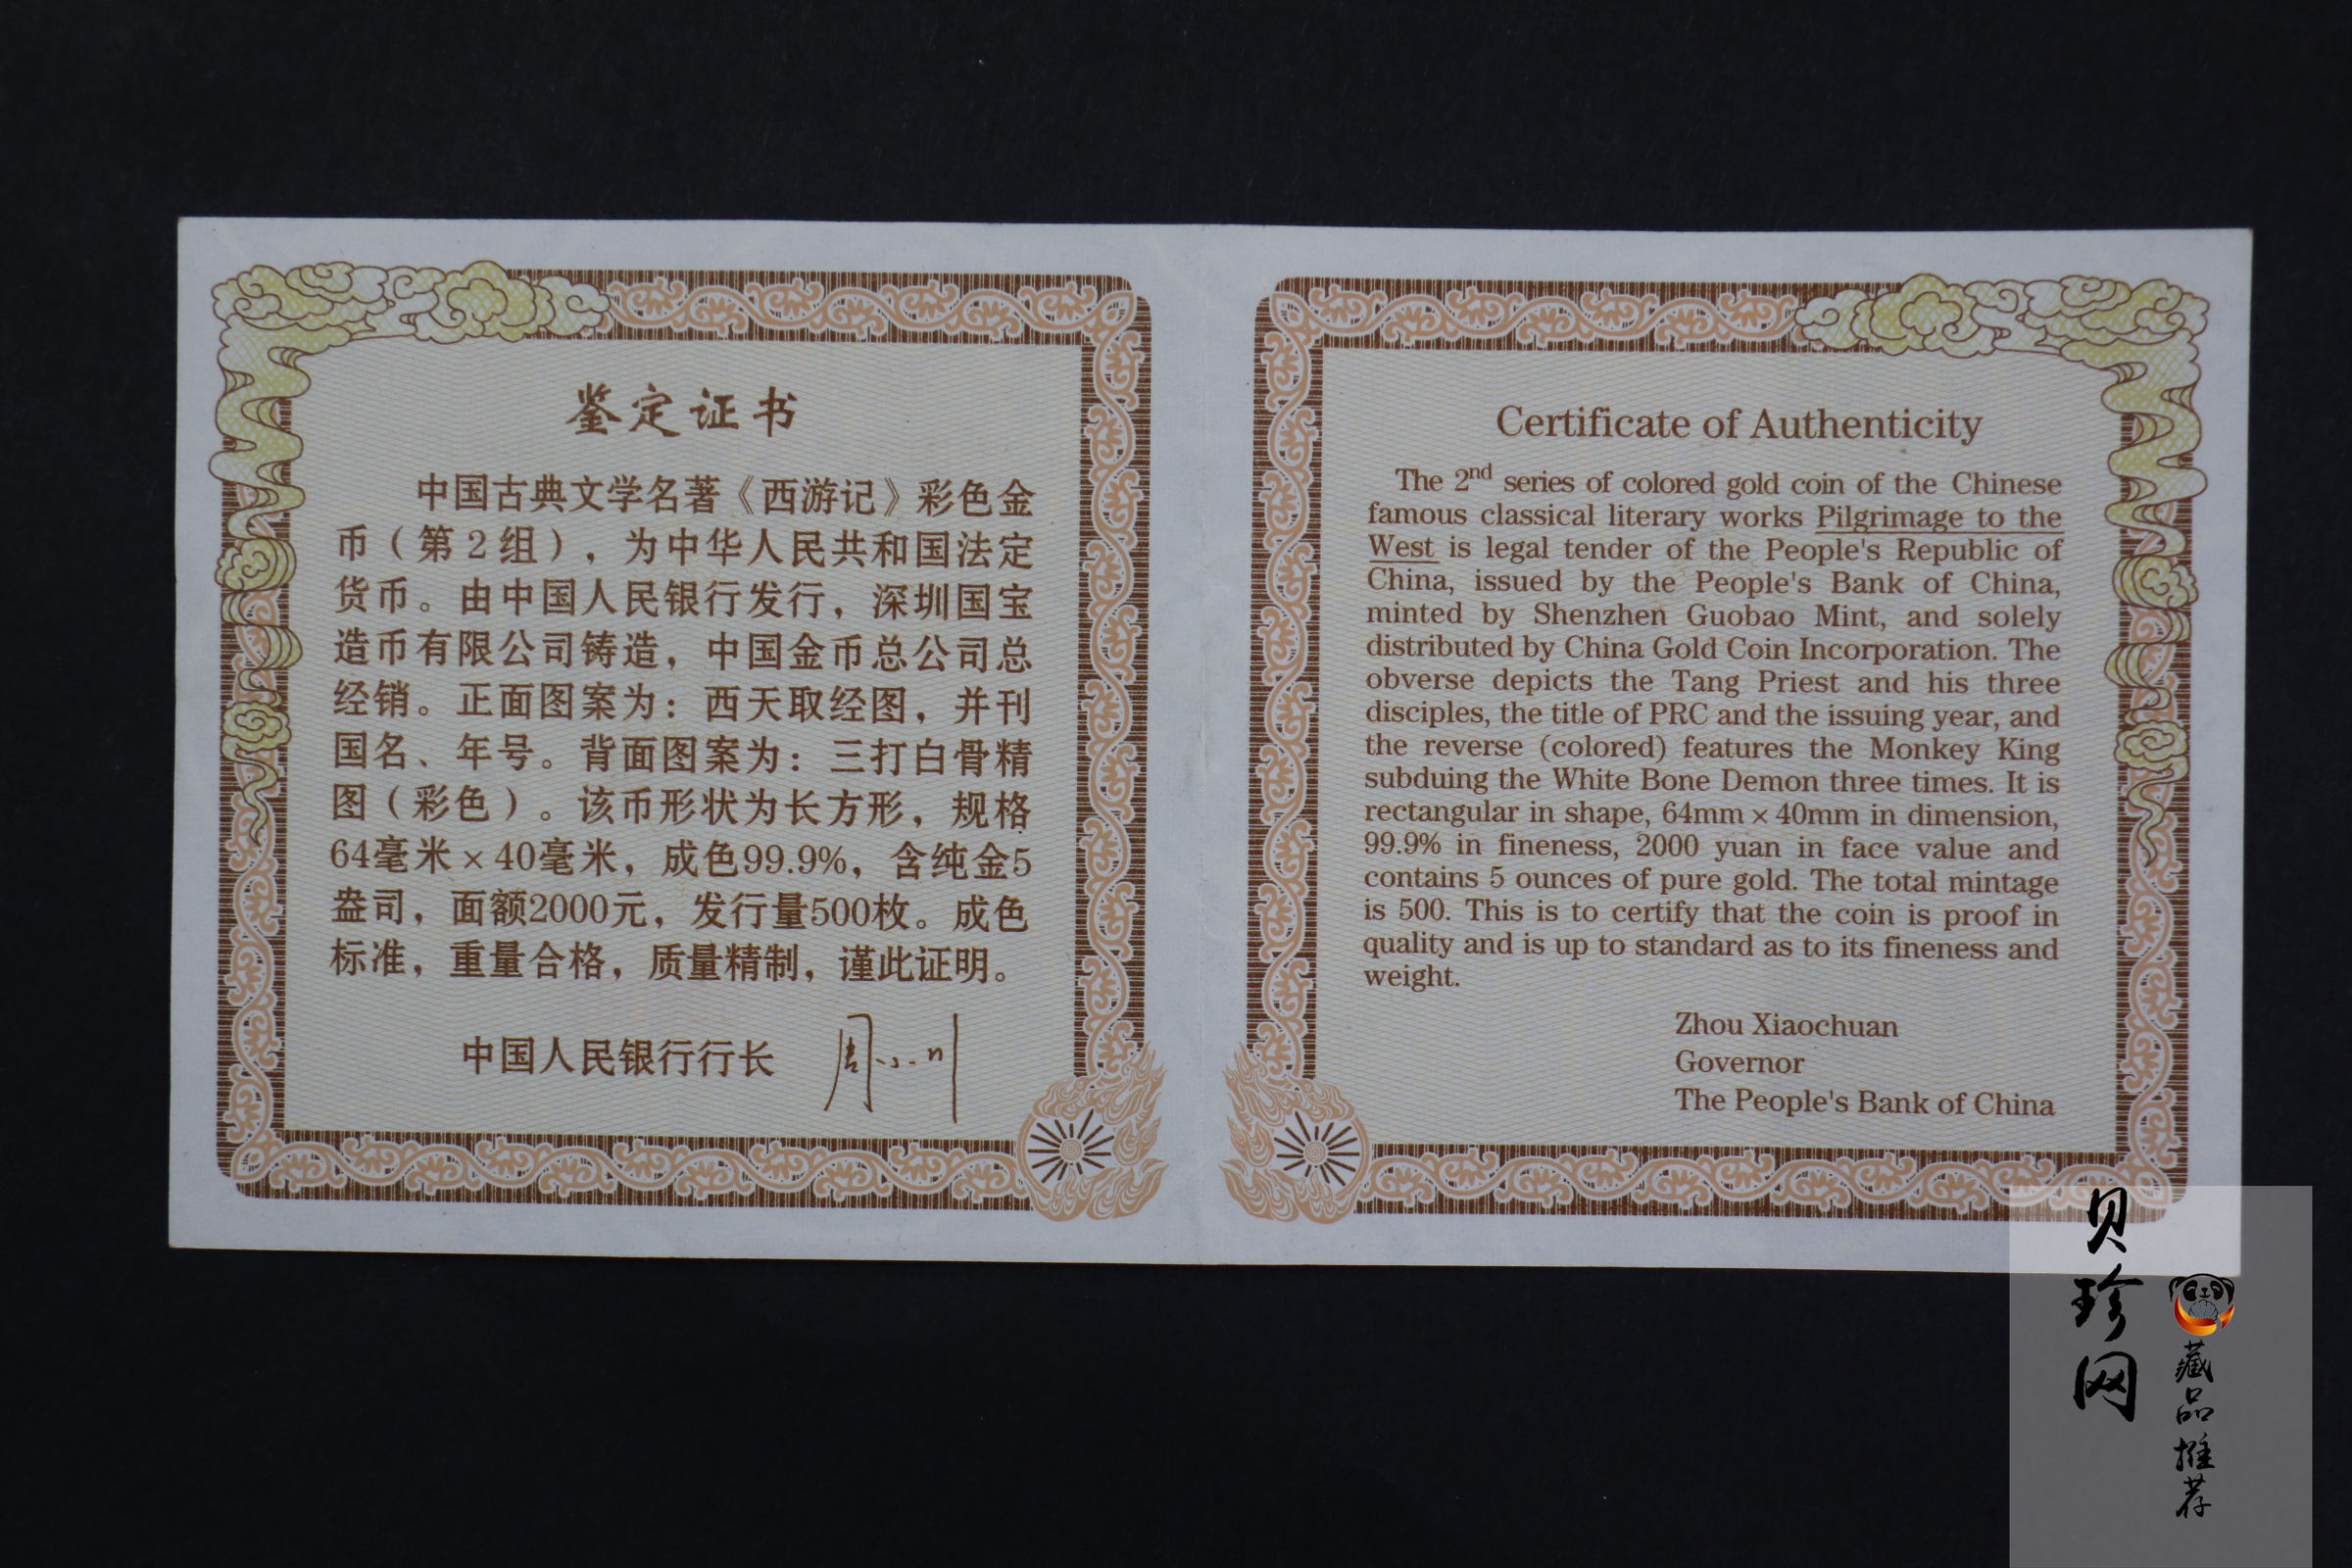 鉴定证书
中国古典文学名著《西游记》彩色金
币（第2组），为中华人民共和国法定
货币。由中国人民银行发行，深圳国宝
造币有限公司铸造，中国金币总公司总
经销。正面图案为：西天取经图，并刊
国名、年号。背面图案为：三打白骨精
图（彩色）。该币形状为长方形，规格
64毫米×40毫米，成色99.9%，含纯金5
盎司，面额2000元，发行量500枚。成色
标准，重量合格，质量精制，谨此证明。
中国人民银行行长 周小川
Certificate of Authenticity
The 2nd series of colored gold coin of the Chinese
famous classical literary works Pilgrimage to the
West is legal tender of the People's Republic of
China, issued by the People's Bank of China,
minted by Shenzhen Guobao Mint, and solely
distributed by China Gold Coin Incorporation. The
obverse depicts the Tang Priest and his three
disciples, the title of PRC and the issuing year, and
the reverse (colored) features the Monkey King
subduing the White Bone Demon three times. It is
rectangular in shape, 64mm×40mm in dimension,
99.9% in fineness, 2000 yuan in face value and
contains 5 ounces of pure gold. The total mintage
is 500. This is to certify that the coin is proof in
quality and is up to standard as to its fineness and
weight.
Zhou Xiaochuan
Governor
The People's Bank of China
贝珍网
藏品推荐